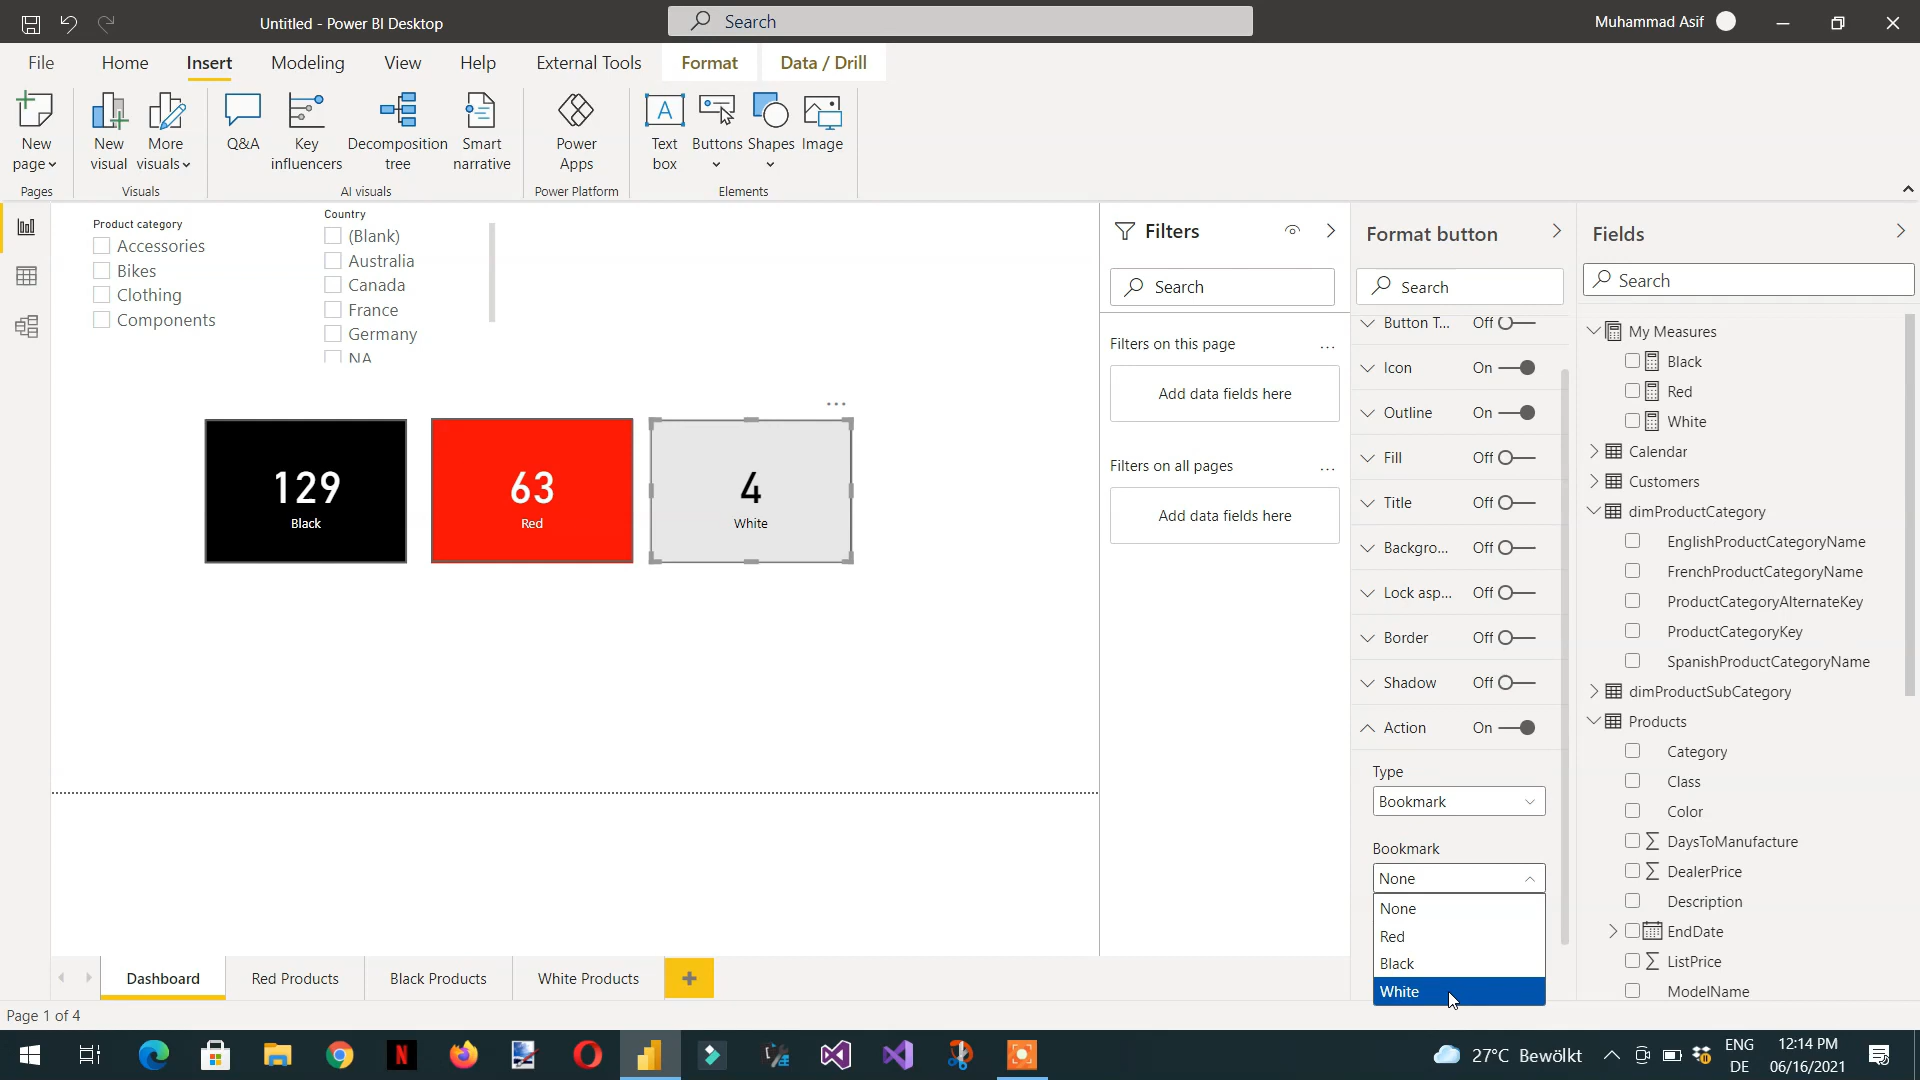 Untitled - Power BI Desktop
Search
Muhammad Asif
File
Home
Insert
Modeling
View
Help
External Tools
Format
Data / Drill
New page
New visual
More visuals
Q&A
Key influencers
Decomposition tree
Smart narrative
Power Apps
Text box
Buttons
Shapes
Image
Pages
Visuals
AI visuals
Power Platform
Elements
Product category
Accessories
Bikes
Clothing
Components
Country
(Blank)
Australia
Canada
France
Germany
NA
129
Black
63
Red
4
White
Filters
Search
Filters on this page
Add data fields here
Filters on all pages
Add data fields here
Format button
Search
Button T... Off
Icon On
Outline On
Fill Off
Title Off
Backgro... Off
Lock asp... Off
Border Off
Shadow Off
Action On
Type
Bookmark
Bookmark
None
None
Red
Black
White
Fields
Search
My Measures
Black
Red
White
Calendar
Customers
dimProductCategory
EnglishProductCategoryName
FrenchProductCategoryName
ProductCategoryAlternateKey
ProductCategoryKey
SpanishProductCategoryName
dimProductSubCategory
Products
Category
Class
Color
DaysToManufacture
DealerPrice
Description
EndDate
ListPrice
ModelName
Dashboard
Red Products
Black Products
White Products
Page 1 of 4
27°C Bewölkt
ENG
DE
12:14 PM
06/16/2021